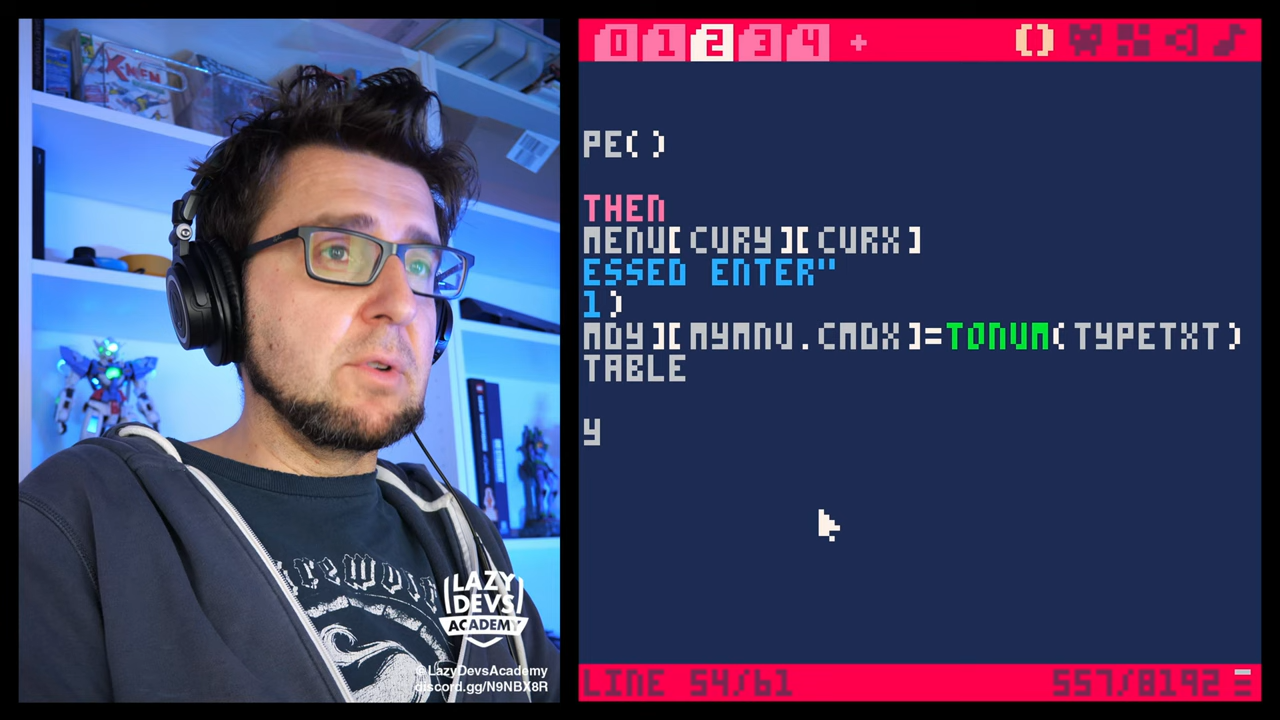 0 1 2 3 4 +
()
PE( )
THEN
MENU[CURY][CURX]
ESSED ENTER"
1)
MDY][MYMNU.CMDX]=TONUM(TYPETXT)
TABLE
Y
LINE 54/61
557/8192
X-MEN
LAZY
DEVS
ACADEMY
@LazyDevsAcademy
discord.gg/N9NBX8R